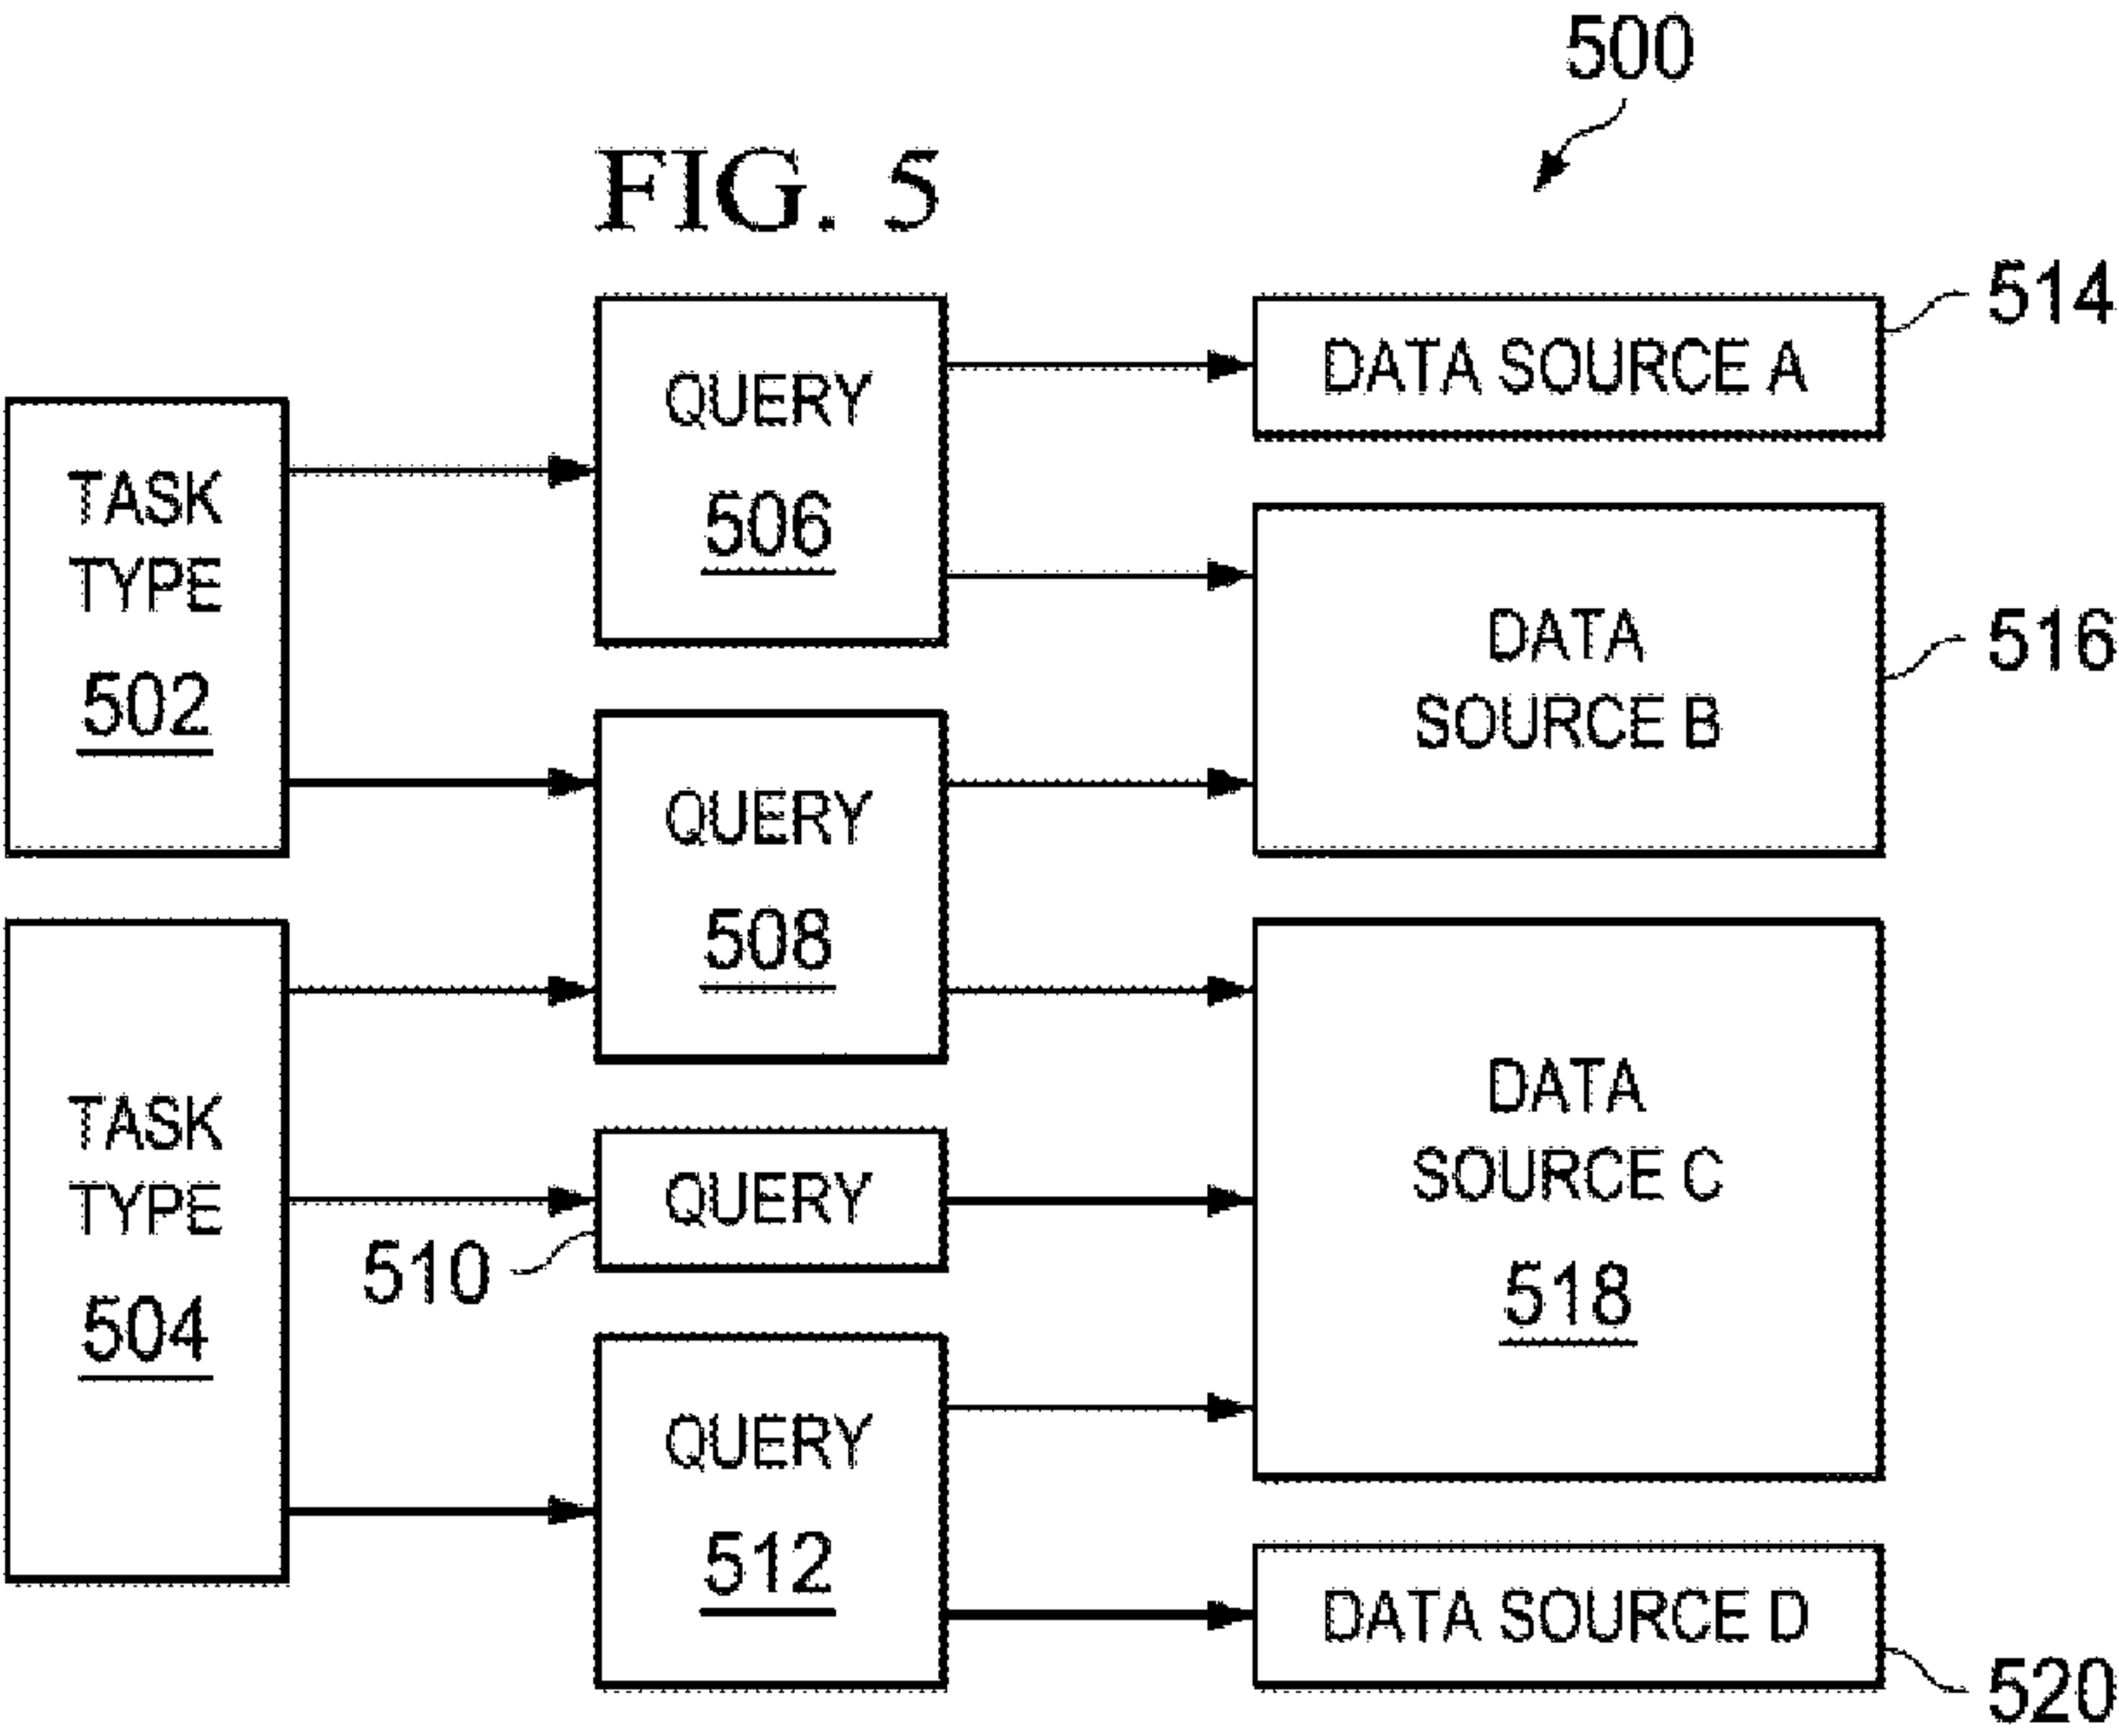 500
FIG. 5
514
DATA SOURCE A
QUERY
506
TASK
TYPE
502
516
DATA
SOURCE B
QUERY
508
TASK
TYPE
504
DATA
SOURCE C
518
QUERY
510
QUERY
512
DATA SOURCE D
520